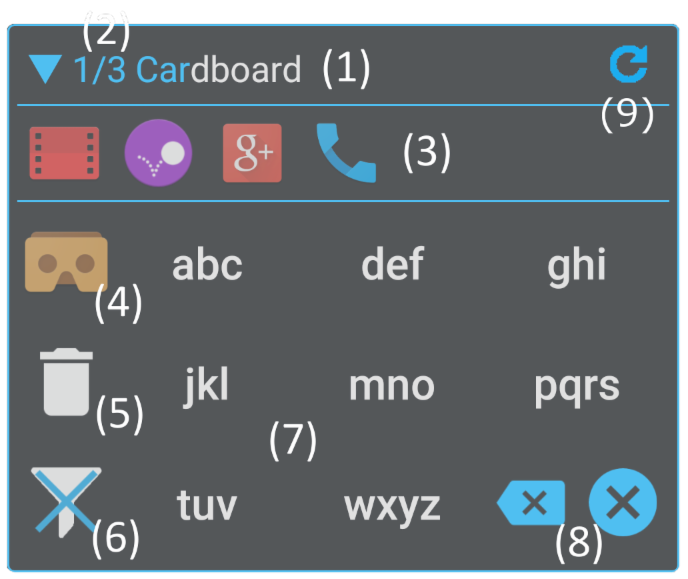 (2)
1/3 Cardboard (1)
(9)
g+ (3)
abc def ghi
(4)
jkl mno pqrs
(5) (7)
tuv wxyz
(6) (8)